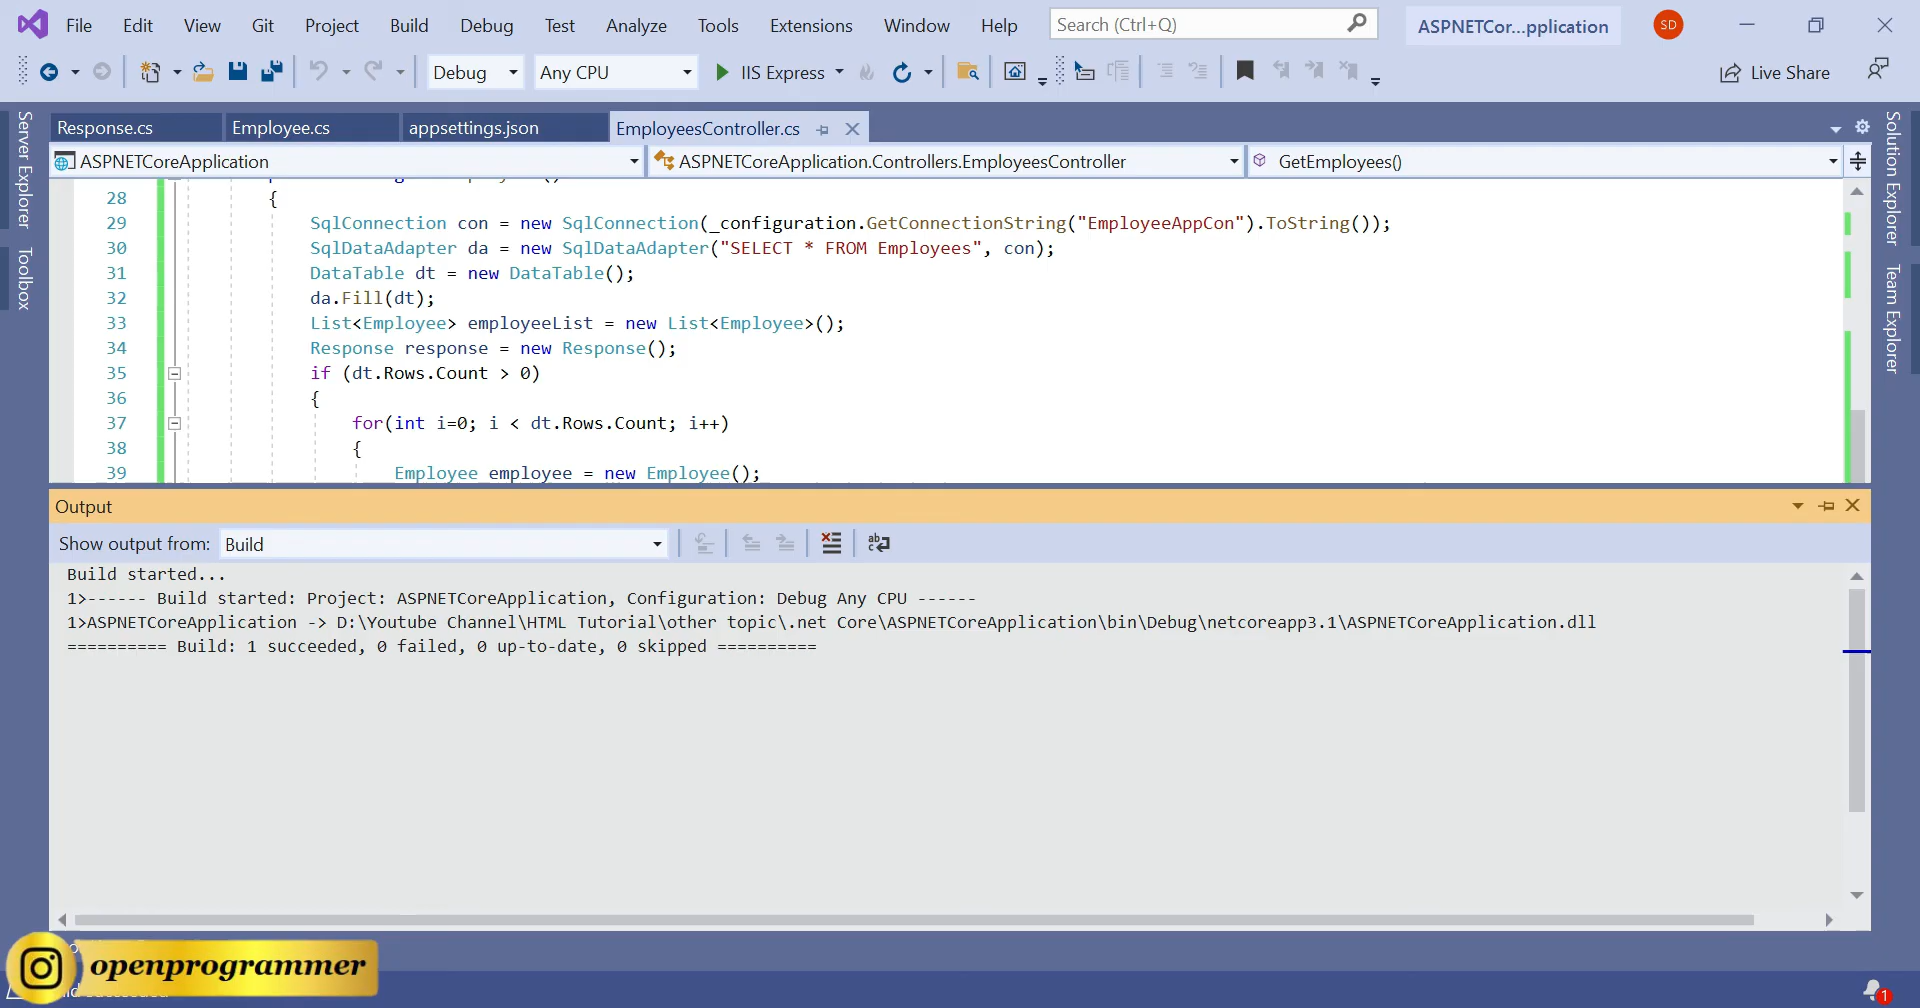 File Edit View Git Project Build Debug Test Analyze Tools Extensions Window Help Search (Ctrl+Q) ASPNETCor...pplication SD
Debug Any CPU IIS Express Live Share
Response.cs Employee.cs appsettings.json EmployeesController.cs
ASPNETCoreApplication ASPNETCoreApplication.Controllers.EmployeesController GetEmployees()
Server Explorer
Toolbox
Solution Explorer
Team Explorer
28 {
29 SqlConnection con = new SqlConnection(_configuration.GetConnectionString("EmployeeAppCon").ToString());
30 SqlDataAdapter da = new SqlDataAdapter("SELECT * FROM Employees", con);
31 DataTable dt = new DataTable();
32 da.Fill(dt);
33 List<Employee> employeeList = new List<Employee>();
34 Response response = new Response();
35 if (dt.Rows.Count > 0)
36 {
37 for(int i=0; i < dt.Rows.Count; i++)
38 {
39 Employee employee = new Employee();
Output
Show output from: Build
Build started...
1>------ Build started: Project: ASPNETCoreApplication, Configuration: Debug Any CPU ------
1>ASPNETCoreApplication -> D:\Youtube Channel\HTML Tutorial\other topic\.net Core\ASPNETCoreApplication\bin\Debug\netcoreapp3.1\ASPNETCoreApplication.dll
========== Build: 1 succeeded, 0 failed, 0 up-to-date, 0 skipped ==========
openprogrammer
1